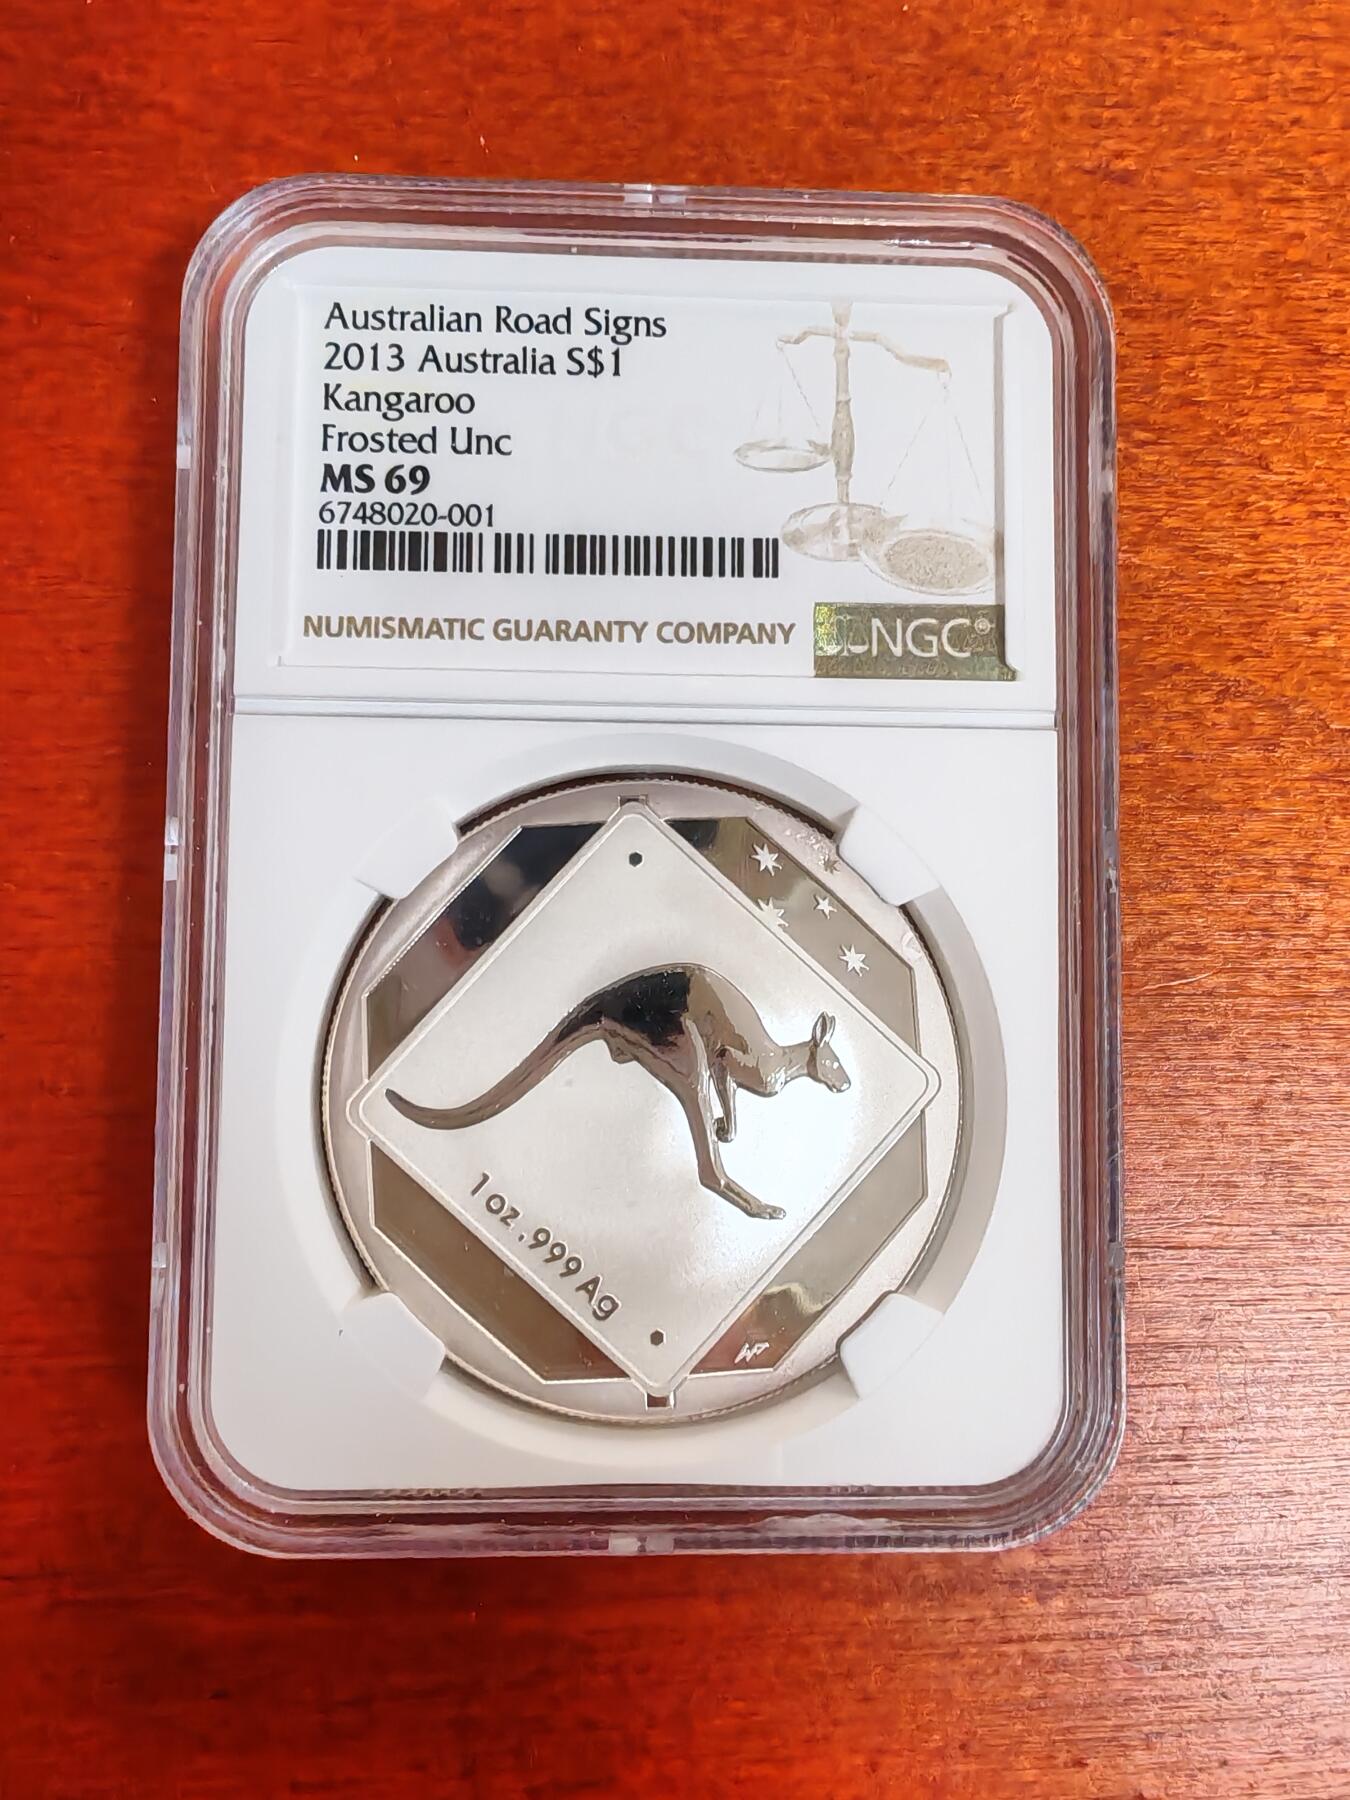 Australian Road Signs
2013 Australia S$1
Kangaroo
Frosted Unc
MS 69
6748020-001
NUMISMATIC GUARANTY COMPANY
NGC®
1 oz .999 Ag